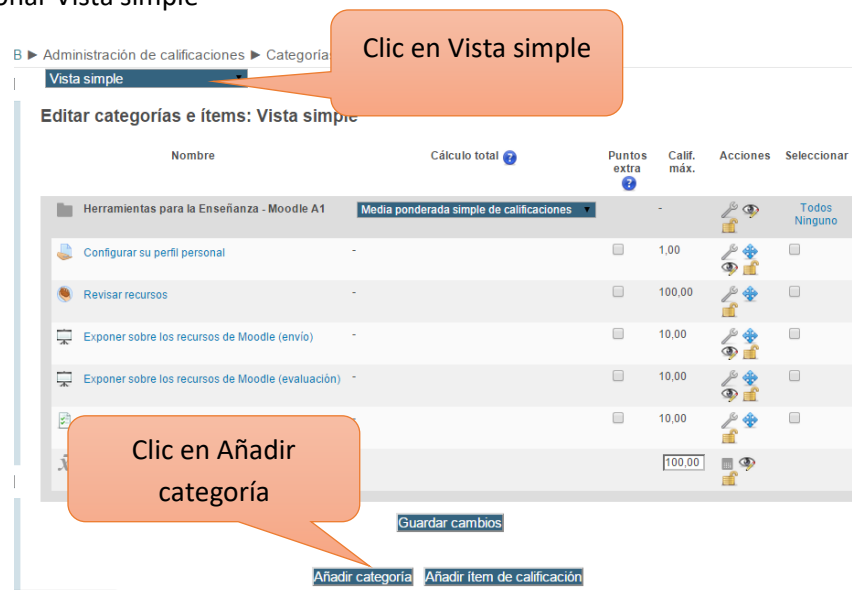 onar Vista simple
Clic en Vista simple
B ► Administración de calificaciones ► Categorías
Vista simple
Editar categorías e ítems: Vista simple
Nombre Cálculo total ? Puntos extra ? Calif. máx. Acciones Seleccionar
Herramientas para la Enseñanza - Moodle A1 Media ponderada simple de calificaciones - Todos Ninguno
Configurar su perfil personal - 1,00
Revisar recursos - 100,00
Exponer sobre los recursos de Moodle (envío) - 10,00
Exponer sobre los recursos de Moodle (evaluación) - 10,00
- 10,00
100,00
Clic en Añadir
categoría
Guardar cambios
Añadir categoría Añadir ítem de calificación